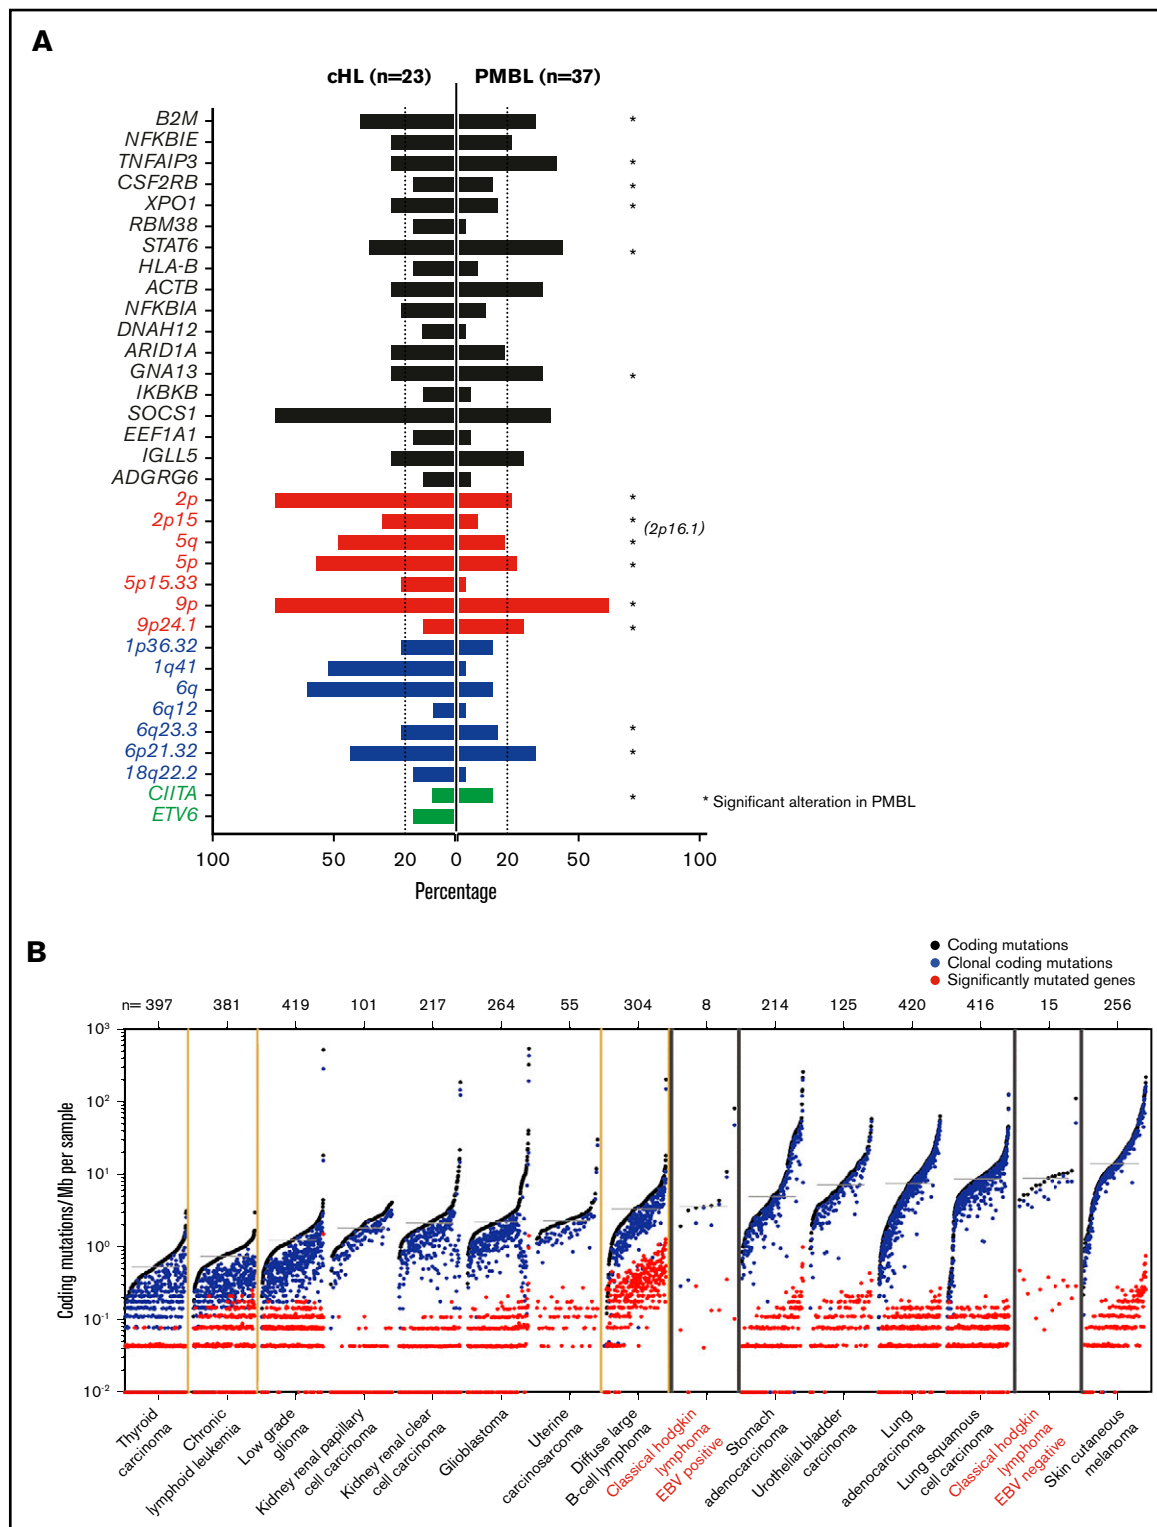 A
cHL (n=23) PMBL (n=37)
B2M *
NFKBIE
TNFAIP3 *
CSF2RB *
XPO1 *
RBM38
STAT6 *
HLA-B
ACTB
NFKBIA
DNAH12
ARID1A
GNA13 *
IKBKB
SOCS1
EEF1A1
IGLL5
ADGRG6
2p *
2p15 * (2p16.1)
5q *
5p *
5p15.33
9p *
9p24.1 *
1p36.32
1q41
6q
6q12
6q23.3 *
6p21.32 *
18q22.2
CIITA * * Significant alteration in PMBL
ETV6
100 50 20 0 20 50 100
Percentage
B
Coding mutations
Clonal coding mutations
Significantly mutated genes
n= 397 381 419 101 217 264 55 304 8 214 125 420 416 15 256
10³
10²
10¹
10⁰
10⁻¹
10⁻²
Coding mutations/ Mb per sample
Thyroid
carcinoma
Chronic
lymphoid leukemia
Low grade
glioma
Kidney renal papillary
cell carcinoma
Kidney renal clear
cell carcinoma
Glioblastoma
Uterine
carcinosarcoma
Diffuse large
B-cell lymphoma
Classical hodgkin
lymphoma
EBV positive
Stomach
adenocarcinoma
Urothelial bladder
carcinoma
Lung
adenocarcinoma
Lung squamous
cell carcinoma
Classical hodgkin
lymphoma
EBV negative
Skin cutaneous
melanoma